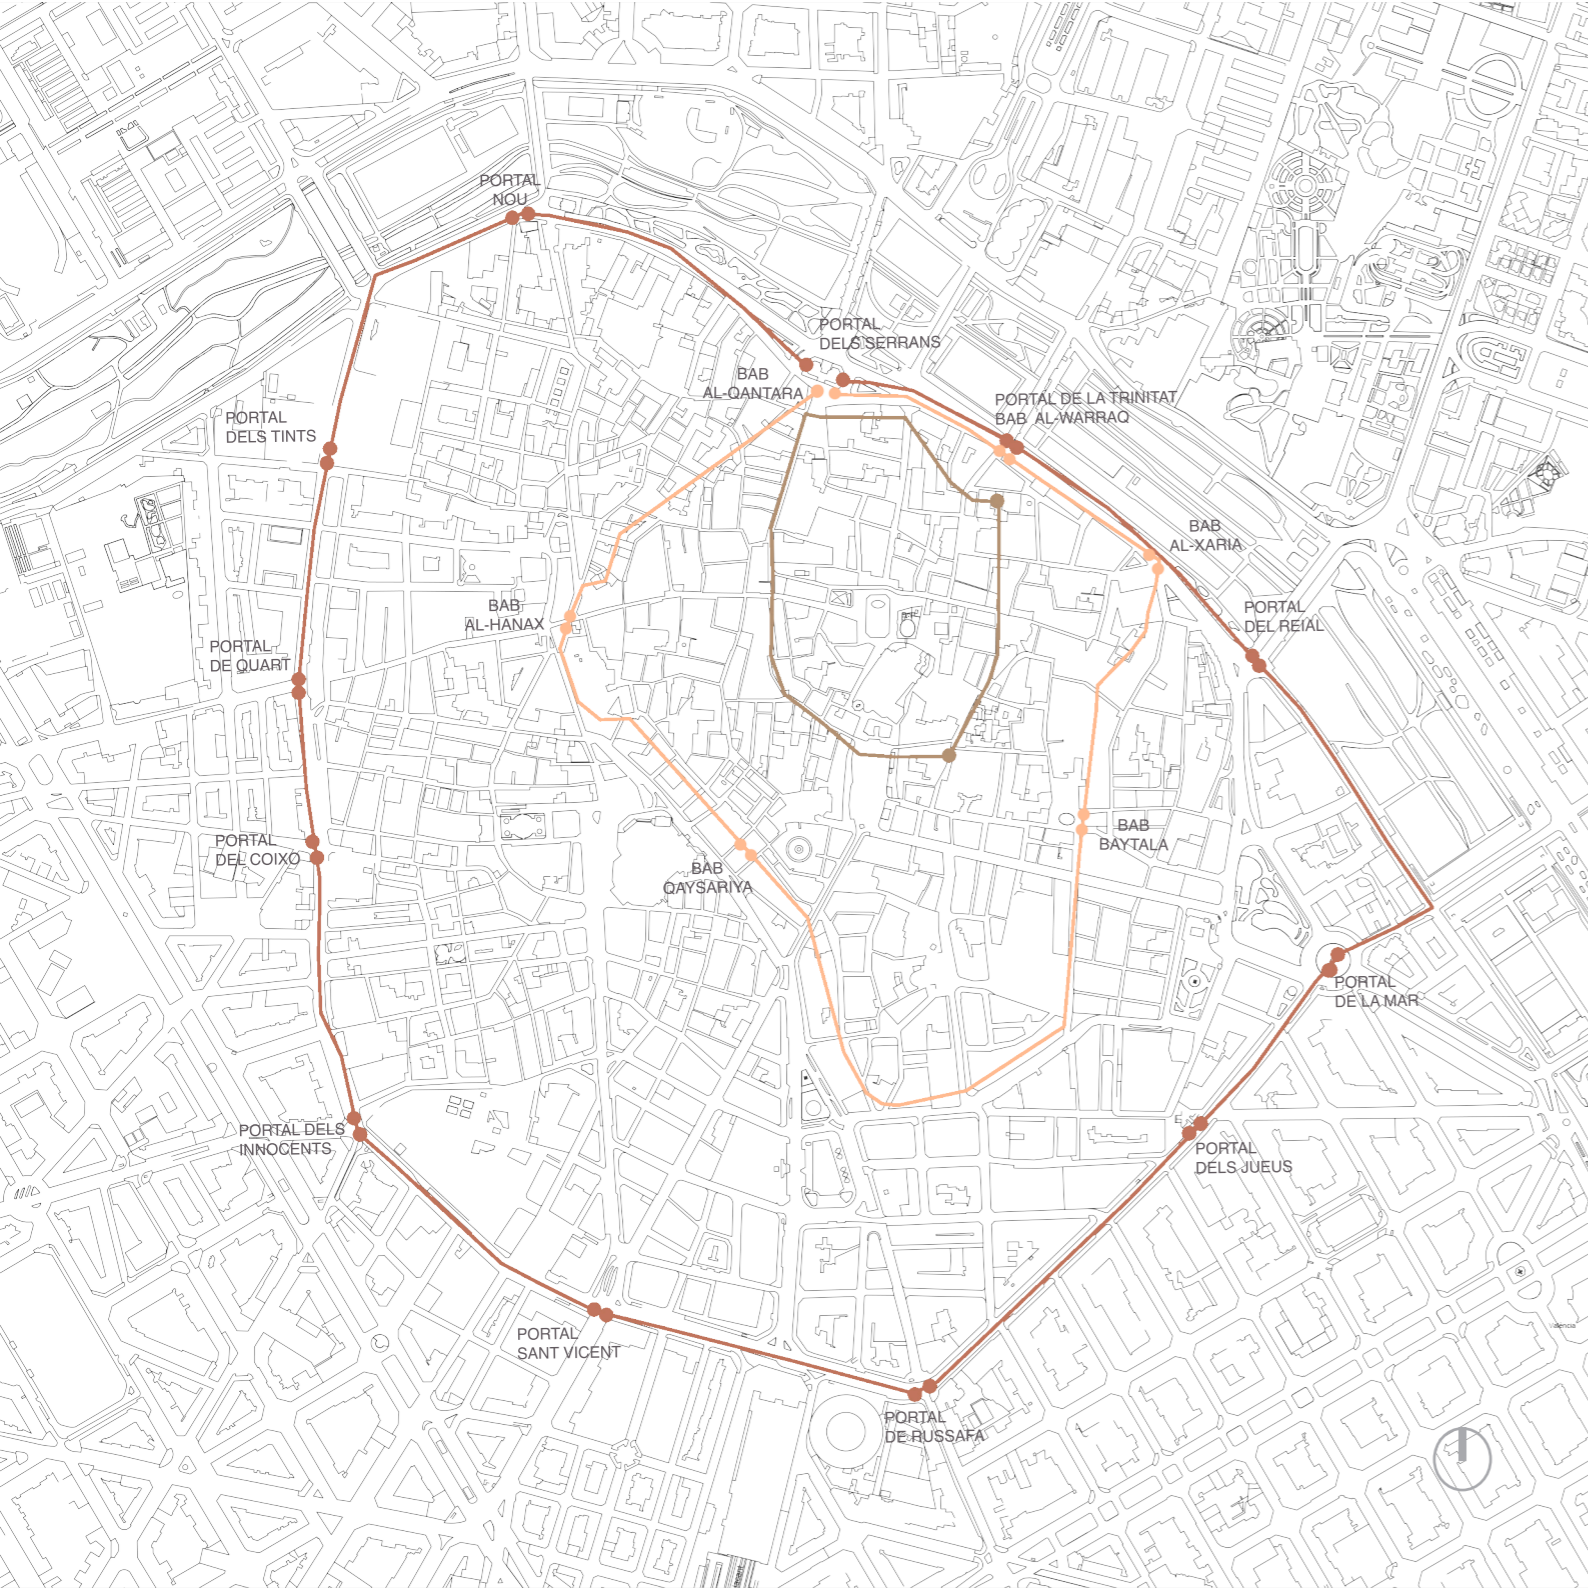 PORTAL
NOU
PORTAL
DELS SERRANS
BAB
AL-QANTARA
PORTAL DE LA TRINITAT
BAB AL-WARRAQ
PORTAL
DELS TINTS
BAB
AL-XARIA
BAB
AL-HANAX
PORTAL
DEL REIAL
PORTAL
DE QUART
BAB
BAYTALA
PORTAL
DEL COIXO
BAB
QAYSARIYA
PORTAL
DE LA MAR
PORTAL DELS
INNOCENTS
PORTAL
DELS JUEUS
València
PORTAL
SANT VICENT
PORTAL
DE RUSSAFA